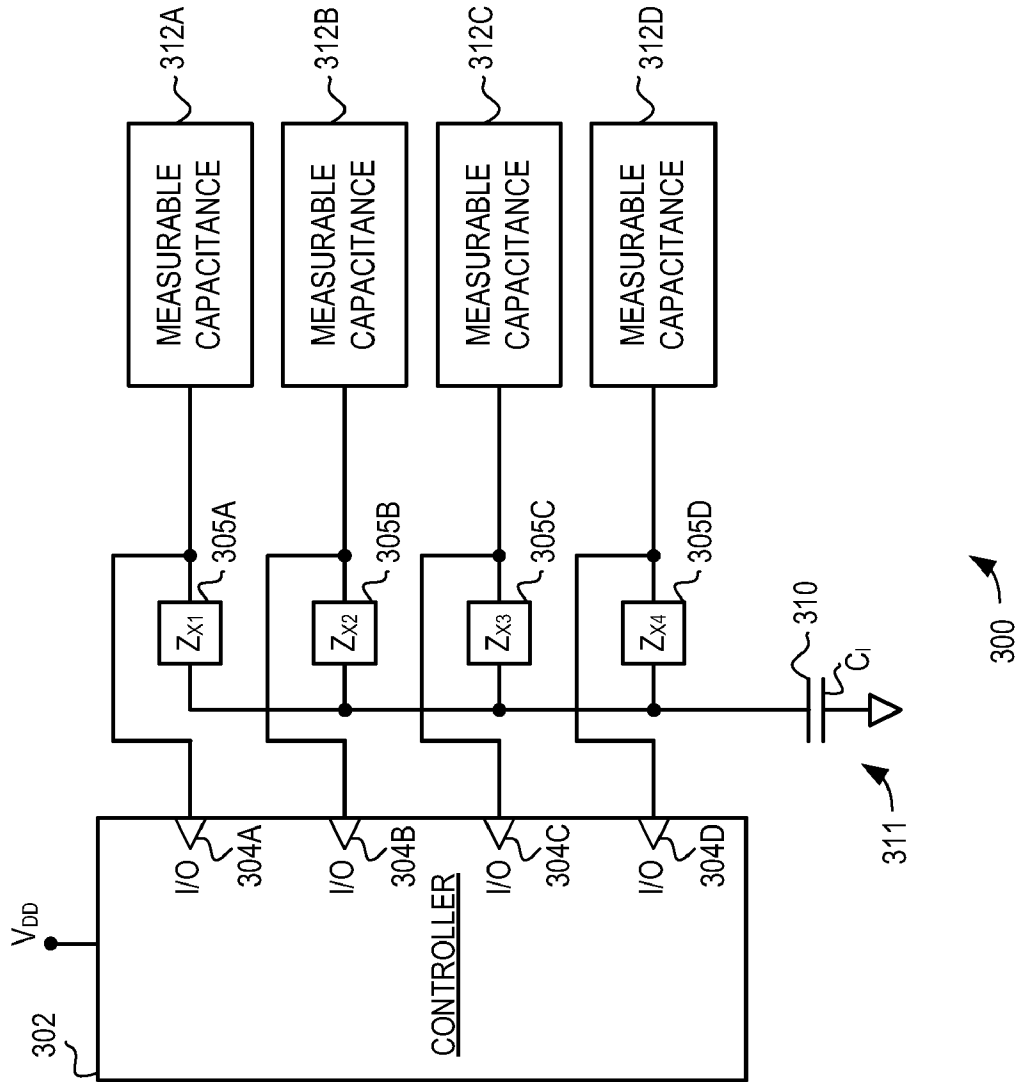 312A
312B
312C
312D
MEASURABLE
CAPACITANCE
MEASURABLE
CAPACITANCE
MEASURABLE
CAPACITANCE
MEASURABLE
CAPACITANCE
305A
305B
305C
305D
ZX1
ZX2
ZX3
ZX4
310
CI
311
300
VDD
302
I/O
304A
I/O
304B
I/O
304C
I/O
304D
CONTROLLER